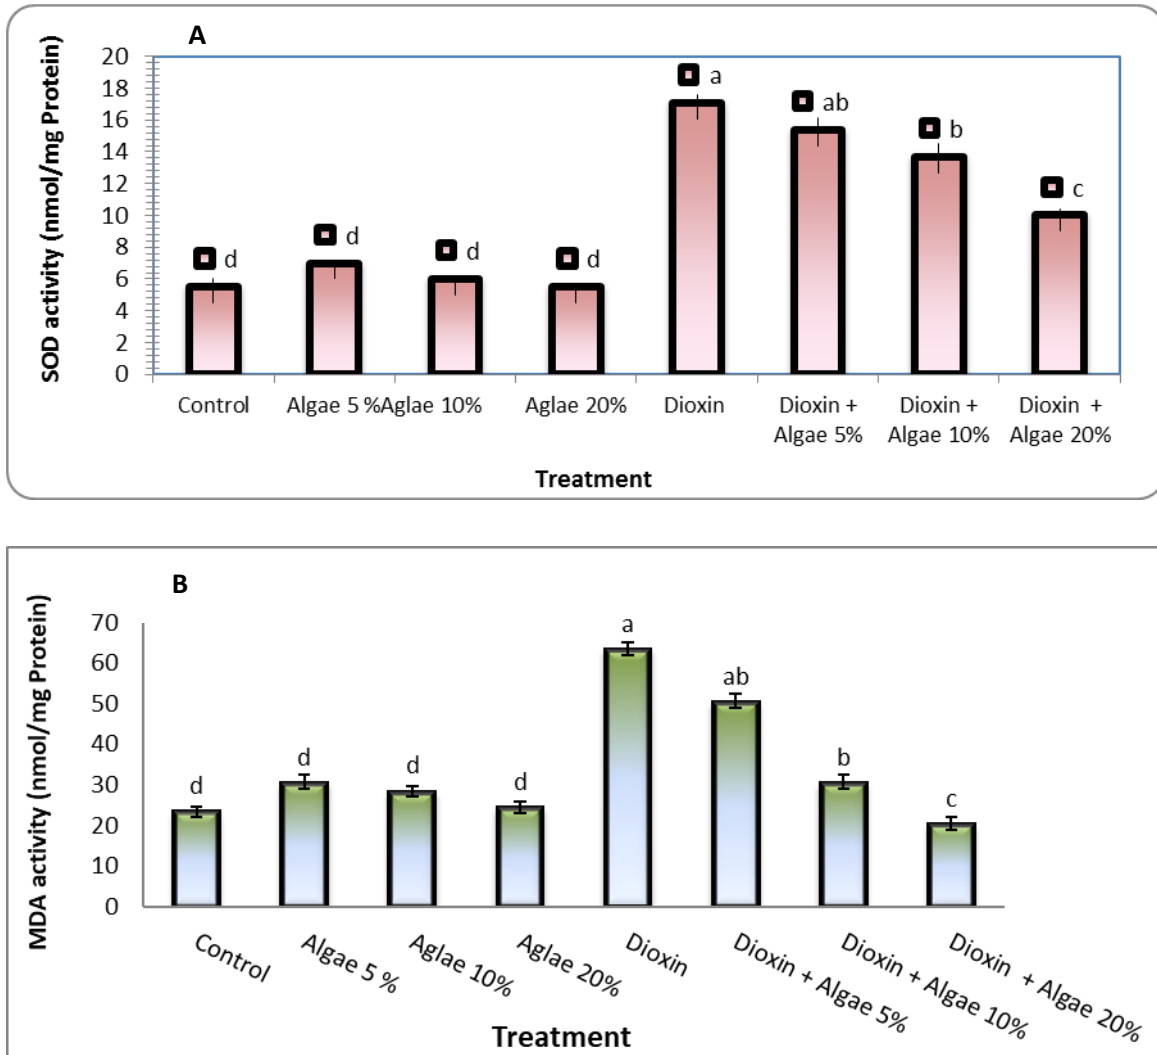 A
SOD activity (nmol/mg Protein)
20
18
16
14
12
10
8
6
4
2
0
d
d
d
d
a
ab
b
c
Control
Algae 5 %
Aglae 10%
Aglae 20%
Dioxin
Dioxin +
Algae 5%
Dioxin +
Algae 10%
Dioxin +
Algae 20%
Treatment
B
MDA activity (nmol/mg Protein)
70
60
50
40
30
20
10
0
d
d
d
d
a
ab
b
c
Control
Algae 5 %
Aglae 10%
Aglae 20%
Dioxin
Dioxin + Algae 5%
Dioxin + Algae 10%
Dioxin + Algae 20%
Treatment